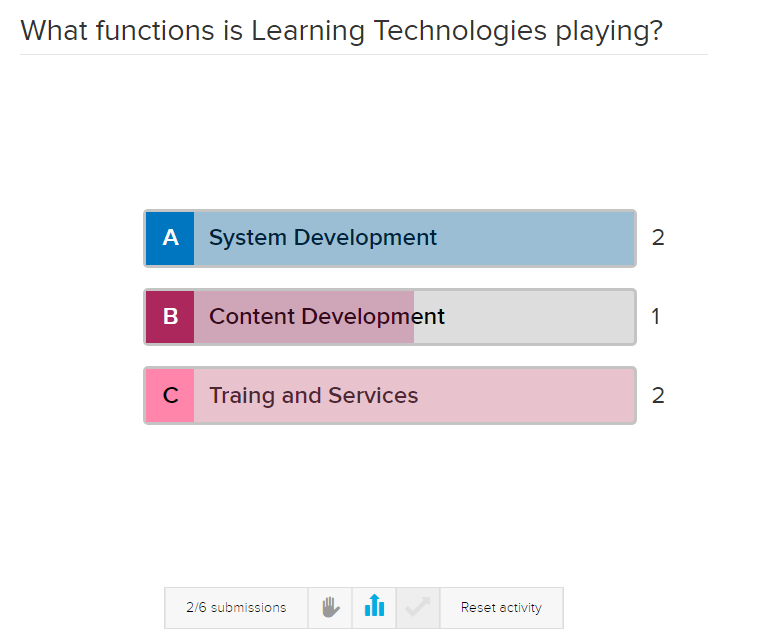 What functions is Learning Technologies playing?
A System Development 2
B Content Development 1
C Traing and Services 2
2/6 submissions Reset activity